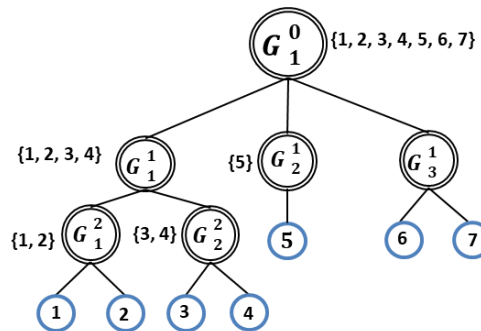 G 0 1 {1, 2, 3, 4, 5, 6, 7}
{1, 2, 3, 4} G 1 1 {5} G 1 2 G 1 3
{1, 2} G 2 1 {3, 4} G 2 2 5 6 7
1 2 3 4